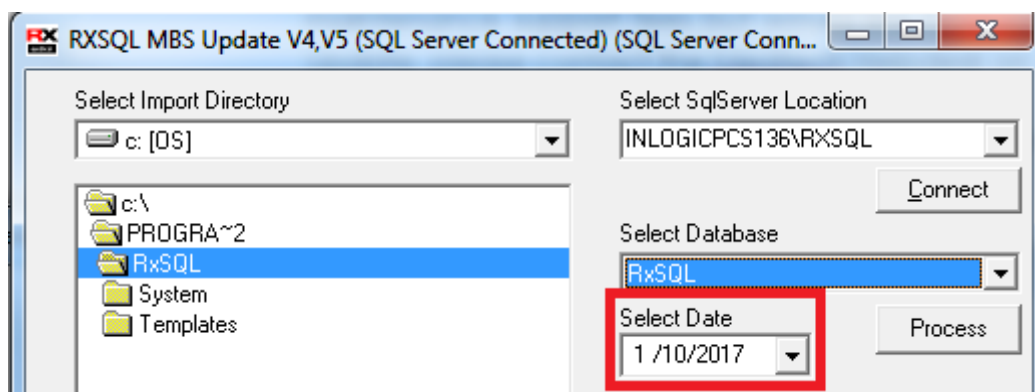 RX RXSQL MBS Update V4,V5 (SQL Server Connected) (SQL Server Conn...
Select Import Directory
c: [OS]
c:\
PROGRA~2
RxSQL
System
Templates
Select SqlServer Location
INLOGICPCS136\RXSQL
Connect
Select Database
RxSQL
Select Date
1 /10/2017
Process